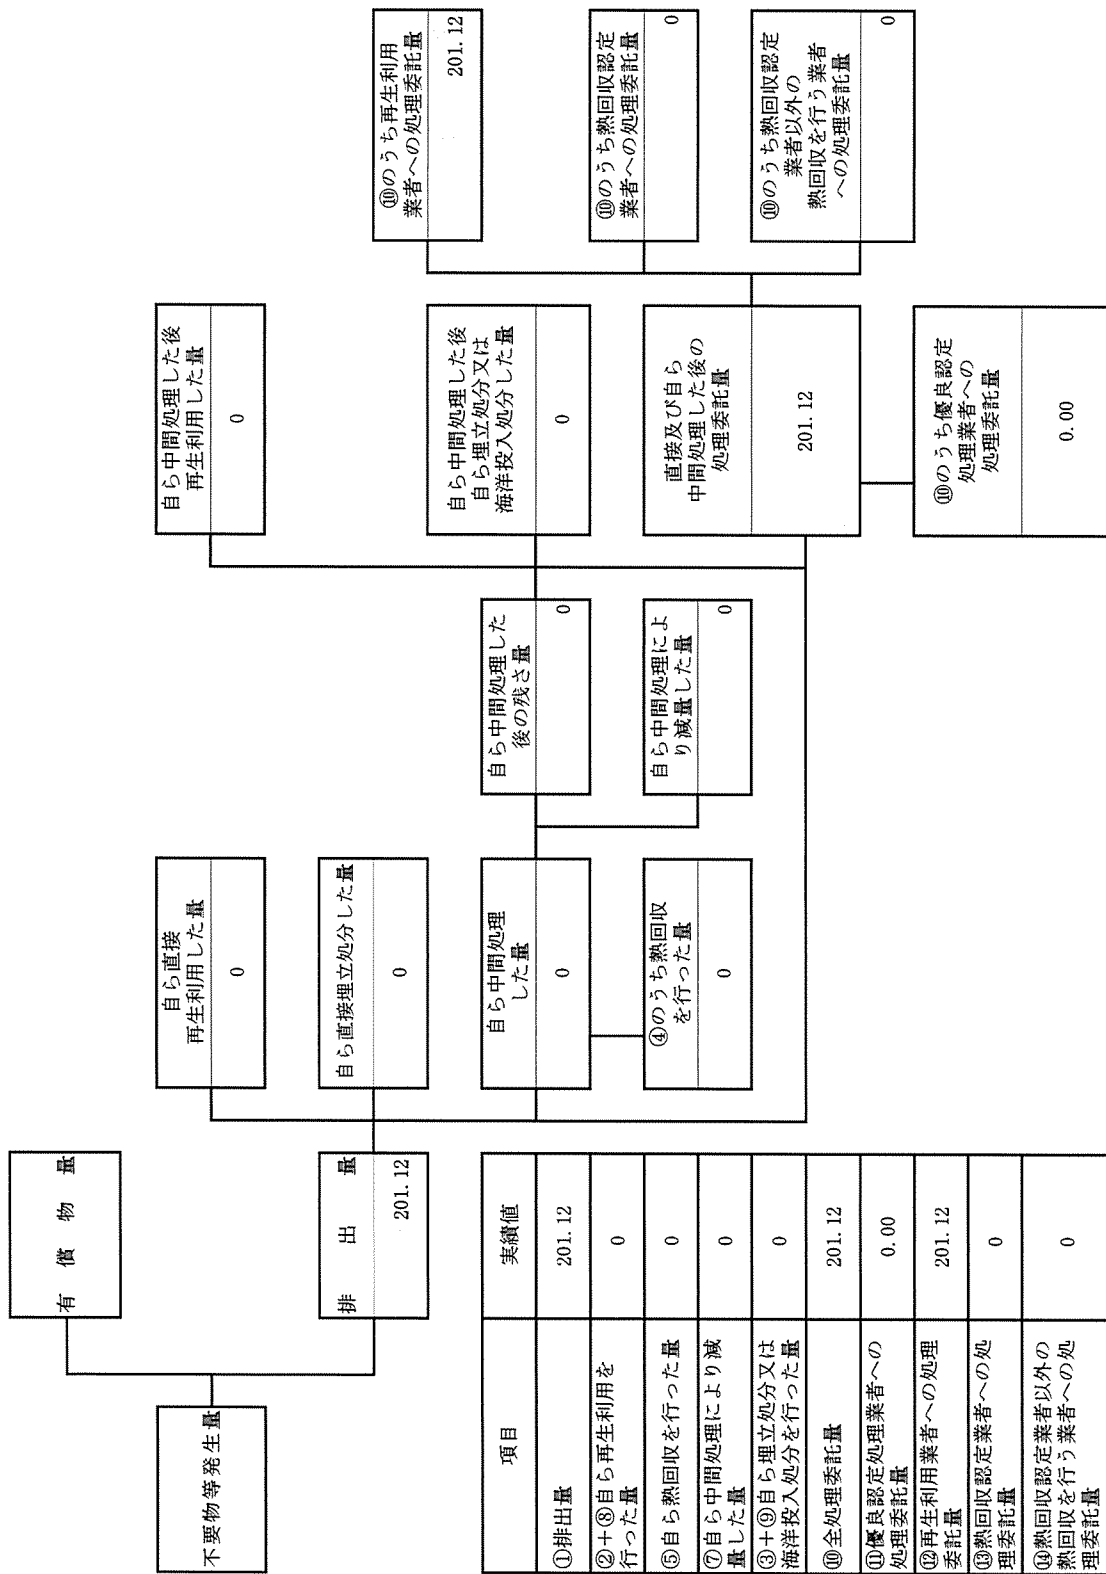 不要物等発生量
有償物量
排出量
201.12
自ら直接
再生利用した量
0
自ら直接埋立処分した量
0
自ら中間処理
した量
0
④のうち熱回収
を行った量
0
自ら中間処理した
後の残さ量
0
自ら中間処理によ
り減量した量
0
自ら中間処理した後
再生利用した量
0
自ら中間処理した後
自ら埋立処分又は
海洋投入処分した量
0
直接及び自ら
中間処理した後の
処理委託量
201.12
⑩のうち優良認定
処理業者への
処理委託量
0.00
⑩のうち再生利用
業者への処理委託量
201.12
⑩のうち熱回収認定
業者への処理委託量
0
⑩のうち熱回収認定
業者以外の
熱回収を行う業者
への処理委託量
0
項目 実績値
①排出量 201.12
②+⑧自ら再生利用を
行った量 0
⑤自ら熱回収を行った量 0
⑦自ら中間処理により減
量した量 0
③+⑨自ら埋立処分又は
海洋投入処分を行った量 0
⑩全処理委託量 201.12
⑪優良認定処理業者への
処理委託量 0.00
⑫再生利用業者への処理
委託量 201.12
⑬熱回収認定業者への処
理委託量 0
⑭熱回収認定業者以外の
熱回収を行う業者への処
理委託量 0